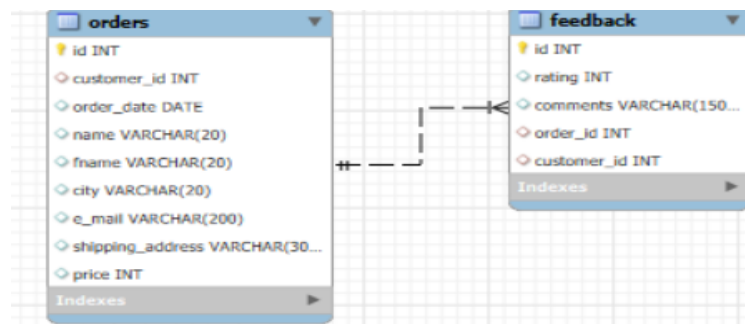 orders
id INT
customer_id INT
order_date DATE
name VARCHAR(20)
fname VARCHAR(20)
city VARCHAR(20)
e_mail VARCHAR(200)
shipping_address VARCHAR(30...
price INT
Indexes
feedback
id INT
rating INT
comments VARCHAR(150...
order_id INT
customer_id INT
Indexes